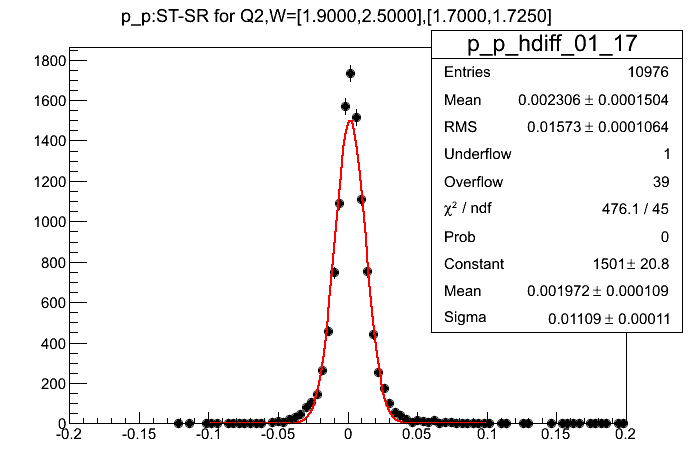 p_p:ST-SR for Q2,W=[1.9000,2.5000],[1.7000,1.7250]
p_p_hdiff_01_17
Entries 10976
Mean 0.002306 ± 0.0001504
RMS 0.01573 ± 0.0001064
Underflow 1
Overflow 39
χ² / ndf 476.1 / 45
Prob 0
Constant 1501 ± 20.8
Mean 0.001972 ± 0.000109
Sigma 0.01109 ± 0.00011
1800
1600
1400
1200
1000
800
600
400
200
0
-0.2 -0.15 -0.1 -0.05 0 0.05 0.1 0.15 0.2